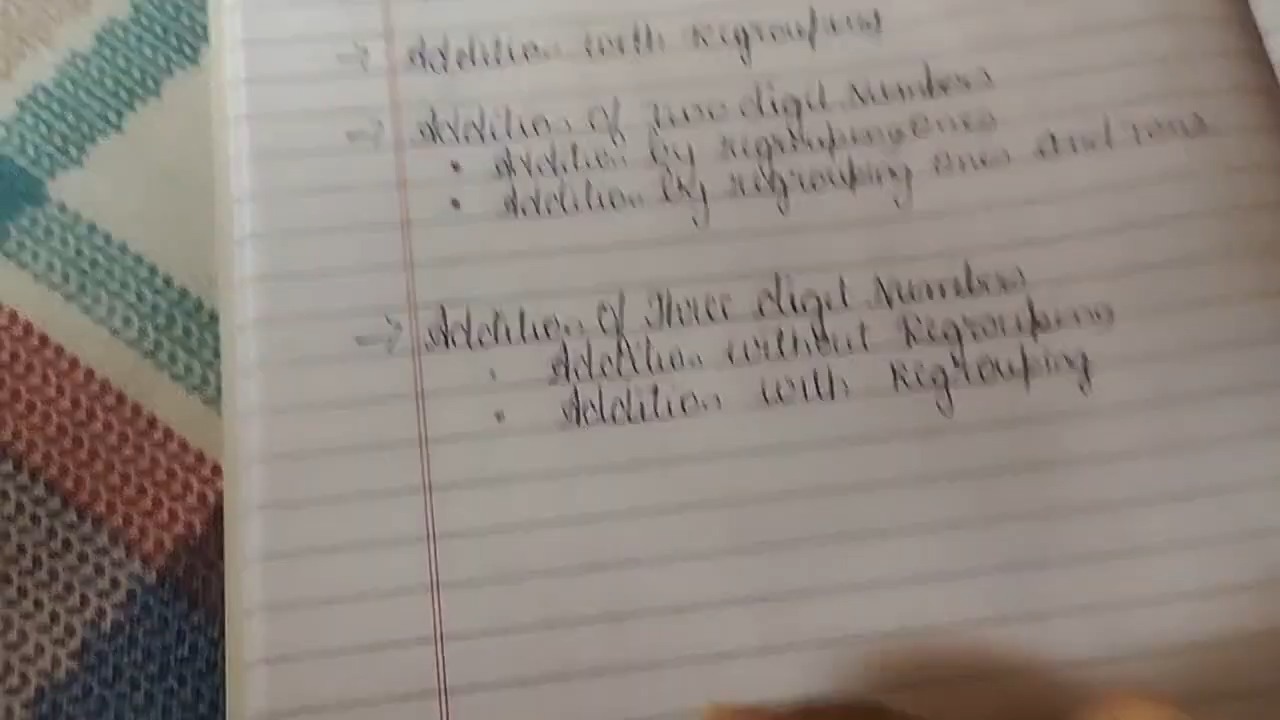 → Addition with Regrouping
→ Addition of Two digit Numbers
• Addition by regrouping ones
• Addition by regrouping ones and tens
→ Addition of Three digit Numbers
• Addition without Regrouping
• Addition with Regrouping